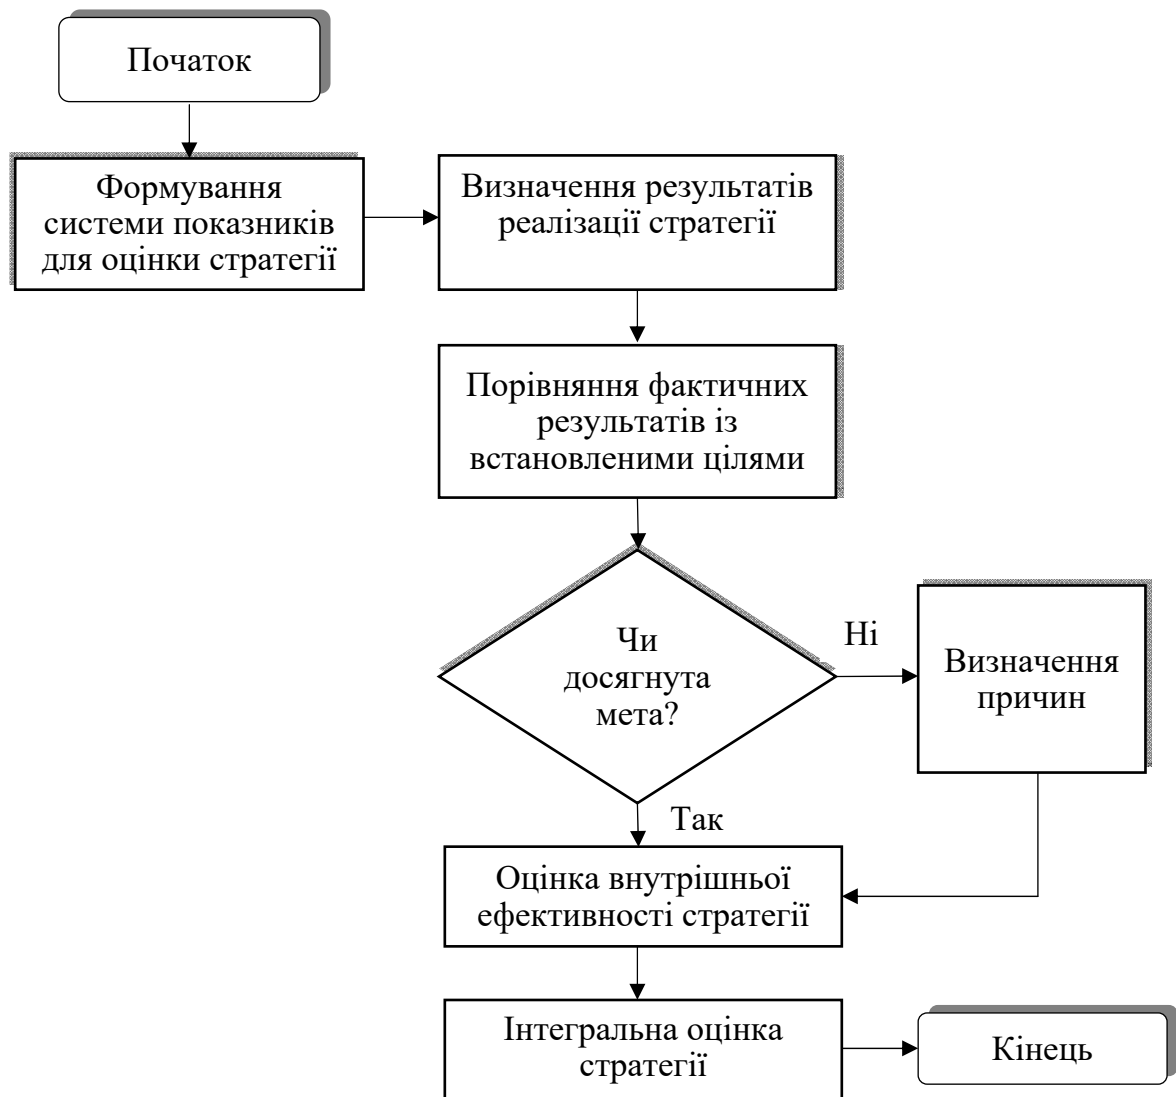 Початок
Формування
системи показників
для оцінки стратегії
Визначення результатів
реалізації стратегії
Порівняння фактичних
результатів із
встановленими цілями
Чи
досягнута
мета?
Ні
Визначення
причин
Так
Оцінка внутрішньої
ефективності стратегії
Інтегральна оцінка
стратегії
Кінець